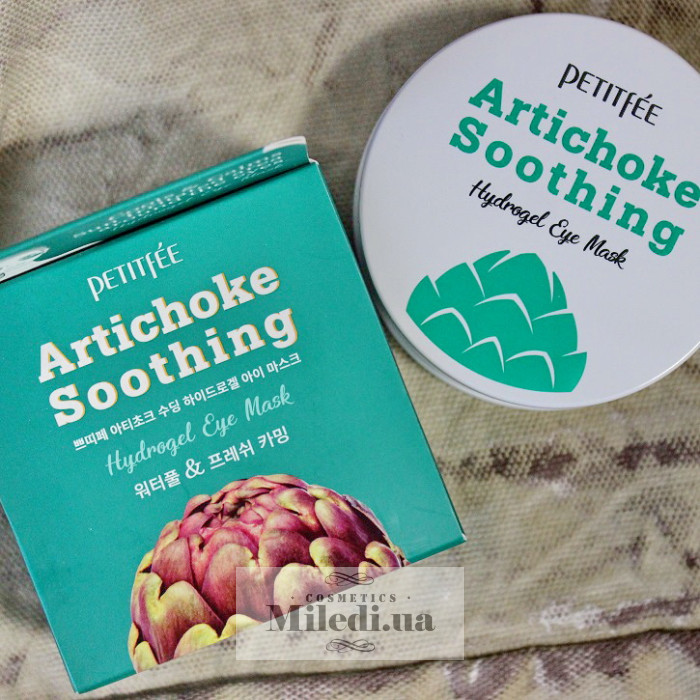 PETITFÉE
Artichoke
Soothing
쁘띠페 아티초크 수딩 하이드로겔 아이 마스크
Hydrogel Eye Mask
워터풀 & 프레쉬 카밍
PETITFÉE
Artichoke
Soothing
Hydrogel Eye Mask
COSMETICS
Miledi.ua